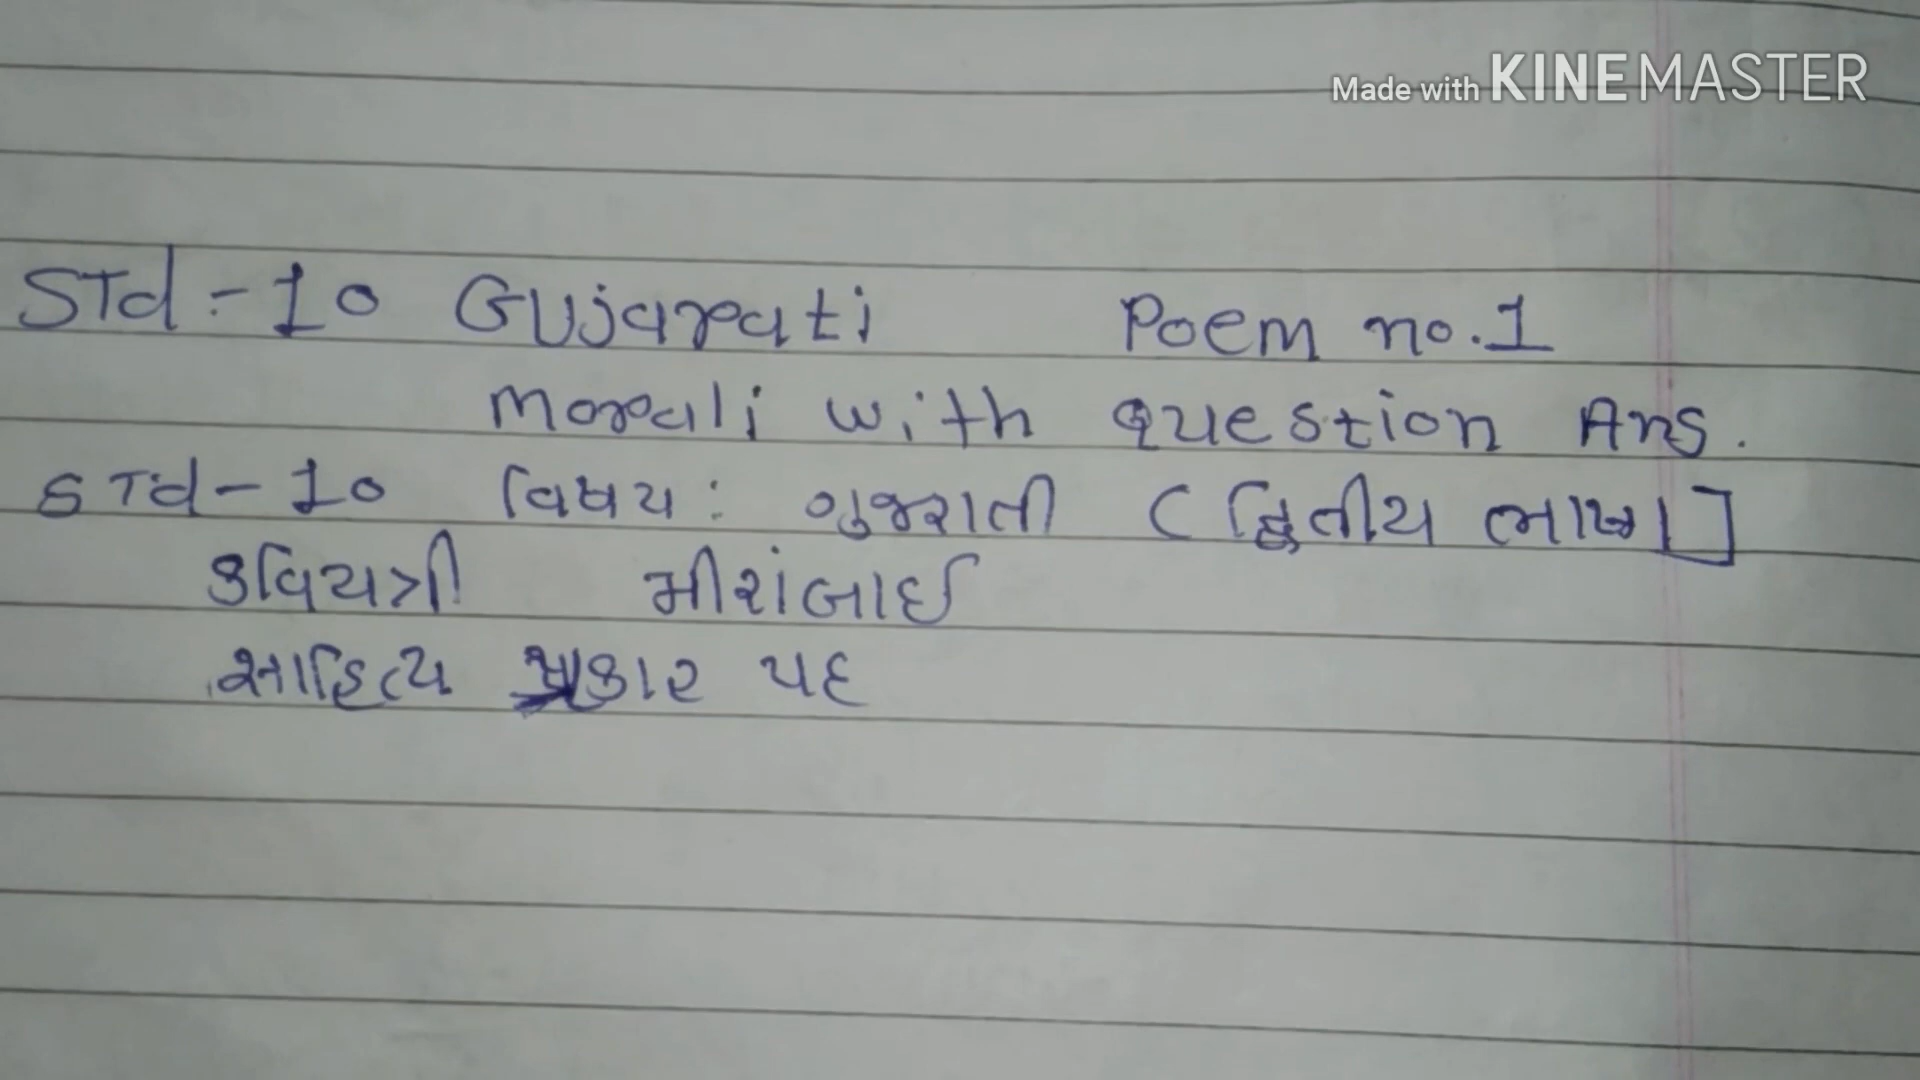 Made with KINEMASTER
STd - 10 Gujarati Poem no. 1
Morali with question Ans.
STd - 10 વિષય : ગુજરાતી ( દ્વિતીય ભાષા ]
કવિયત્રી મીરાંબાઈ
સાહિત્ય પ્રકાર પદ